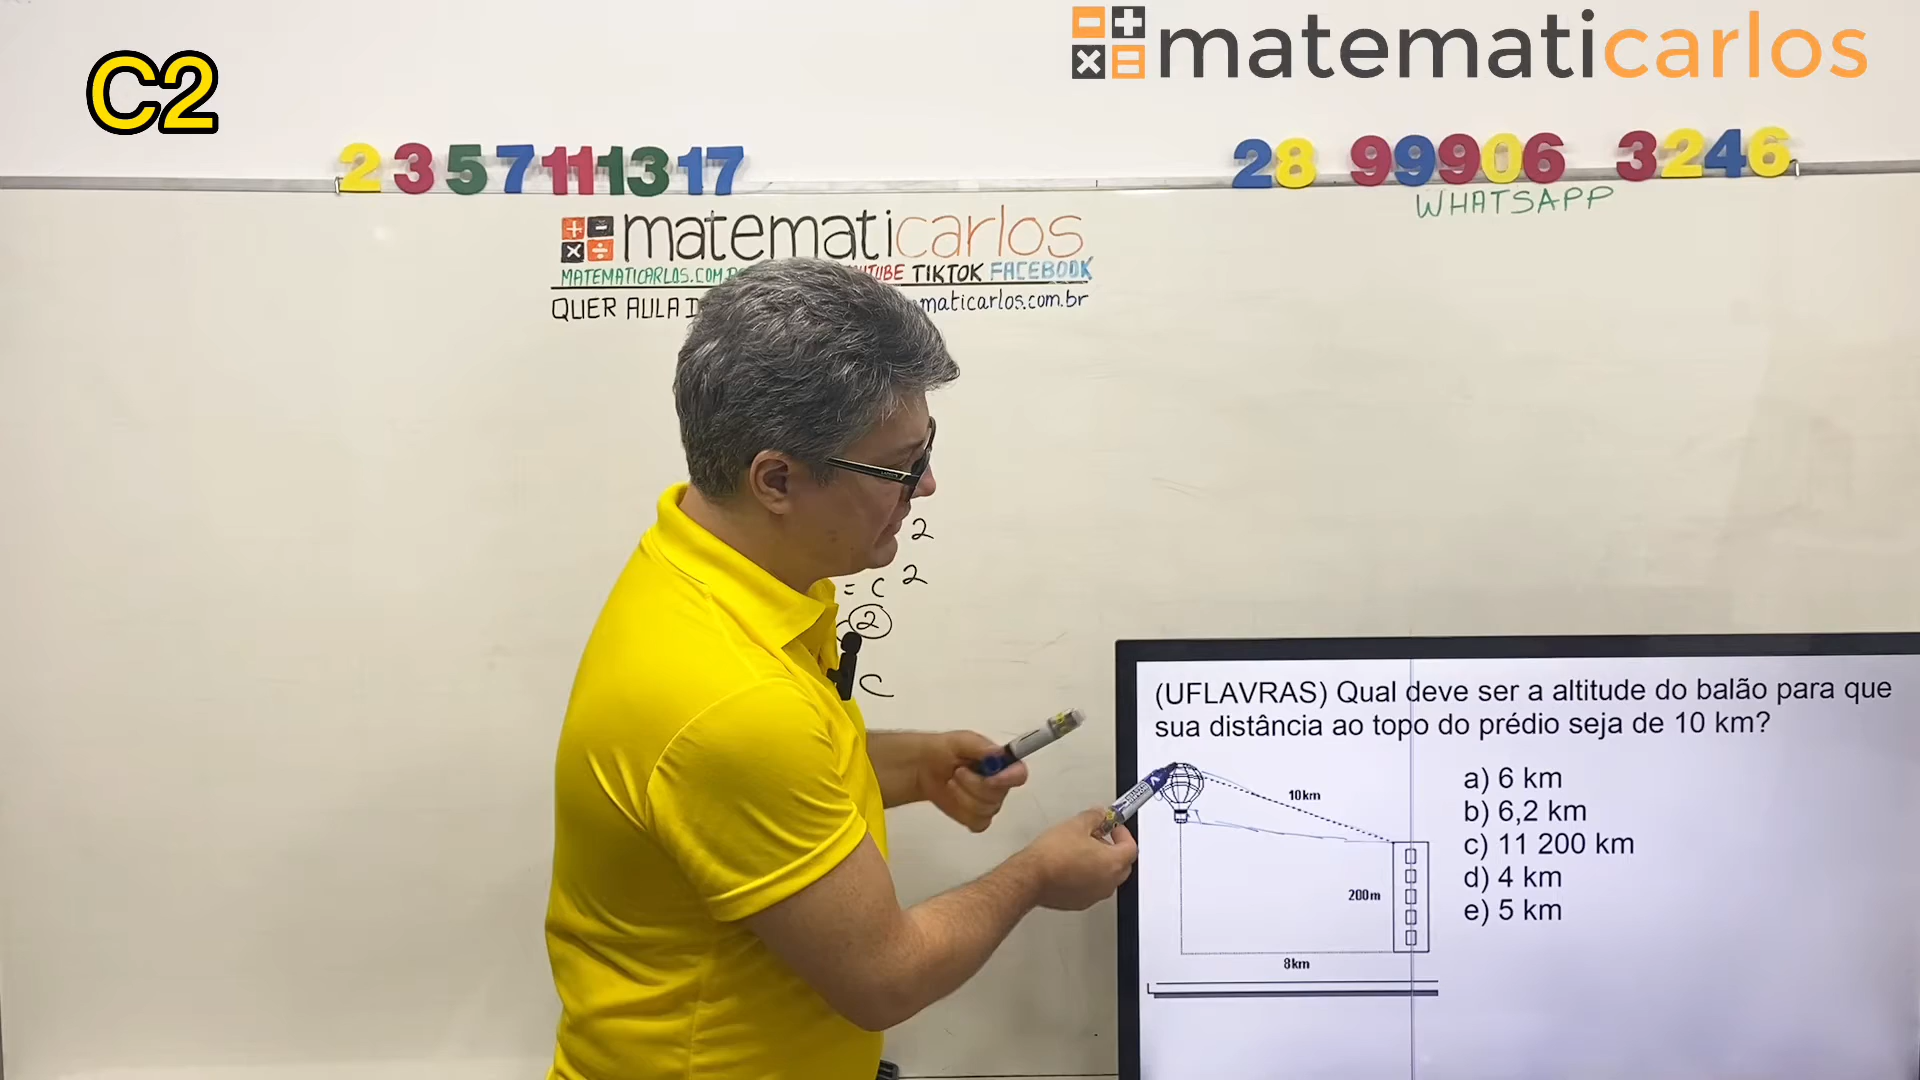 matematicarlos
C2
2 3 5 7 11 13 17
28 99906 3246
WHATSAPP
matematicarlos
MATEMATICARLOS.COM TIKTOK FACEBOOK
QUER AULA maticarlos.com.br
2
= c 2
2
c
(UFLAVRAS) Qual deve ser a altitude do balão para que
sua distância ao topo do prédio seja de 10 km?
10km
200m
8km
a) 6 km
b) 6,2 km
c) 11 200 km
d) 4 km
e) 5 km